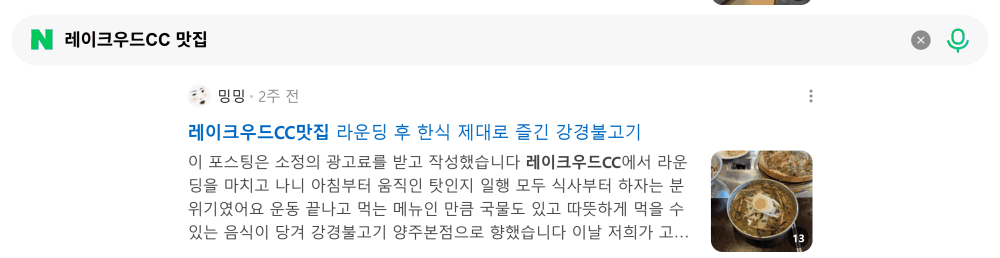 N 레이크우드CC 맛집
밍밍 · 2주 전
레이크우드CC맛집 라운딩 후 한식 제대로 즐긴 강경불고기
이 포스팅은 소정의 광고료를 받고 작성했습니다 레이크우드CC에서 라운
딩을 마치고 나니 아침부터 움직인 탓인지 일행 모두 식사부터 하자는 분
위기였어요 운동 끝나고 먹는 메뉴인 만큼 국물도 있고 따뜻하게 먹을 수
있는 음식이 당겨 강경불고기 양주본점으로 향했습니다 이날 저희가 고...
13